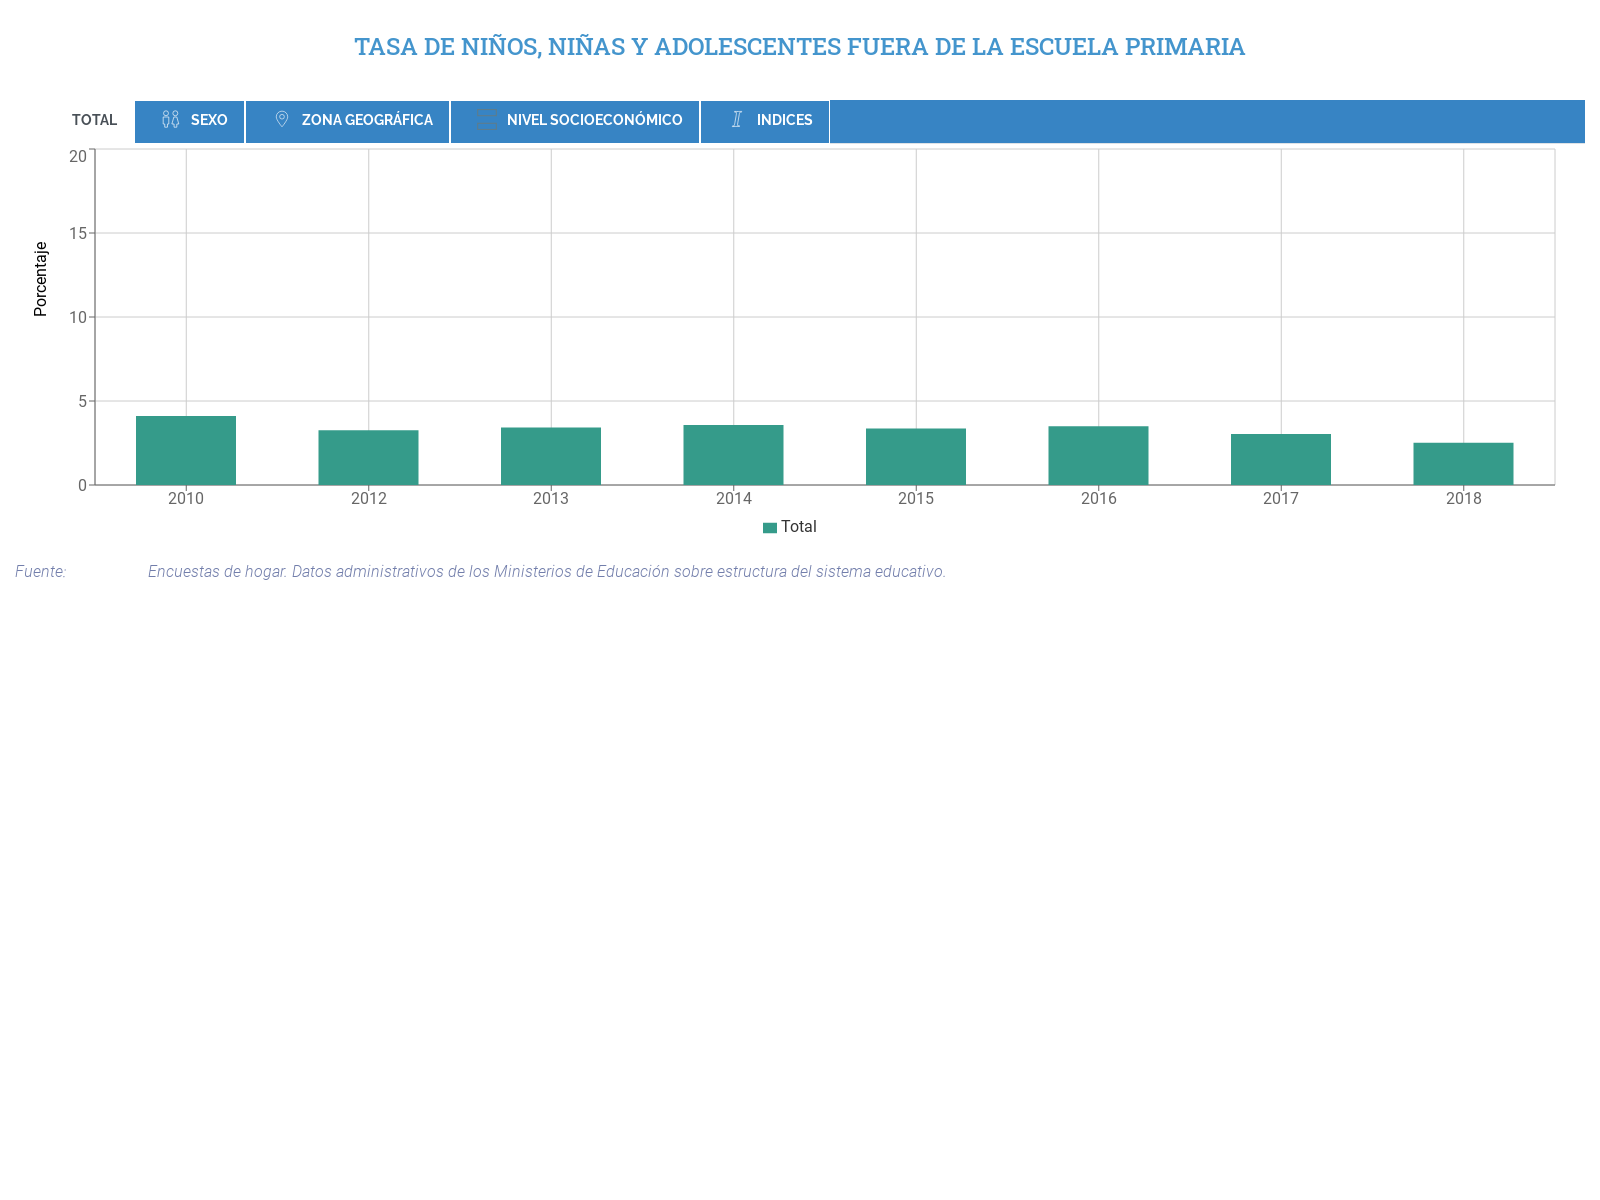 TASA DE NIÑOS, NIÑAS Y ADOLESCENTES FUERA DE LA ESCUELA PRIMARIA
TOTAL SEXO ZONA GEOGRÁFICA NIVEL SOCIOECONÓMICO INDICES
20
15
Porcentaje
10
5
0
2010 2012 2013 2014 2015 2016 2017 2018
Total
Fuente: Encuestas de hogar. Datos administrativos de los Ministerios de Educación sobre estructura del sistema educativo.